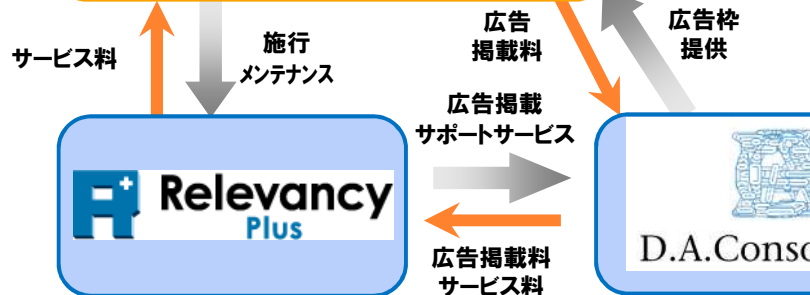 サービス料
施行
メンテナンス
広告
掲載料
広告枠
提供
広告掲載
サポートサービス
Relevancy
Plus
広告掲載料
サービス料